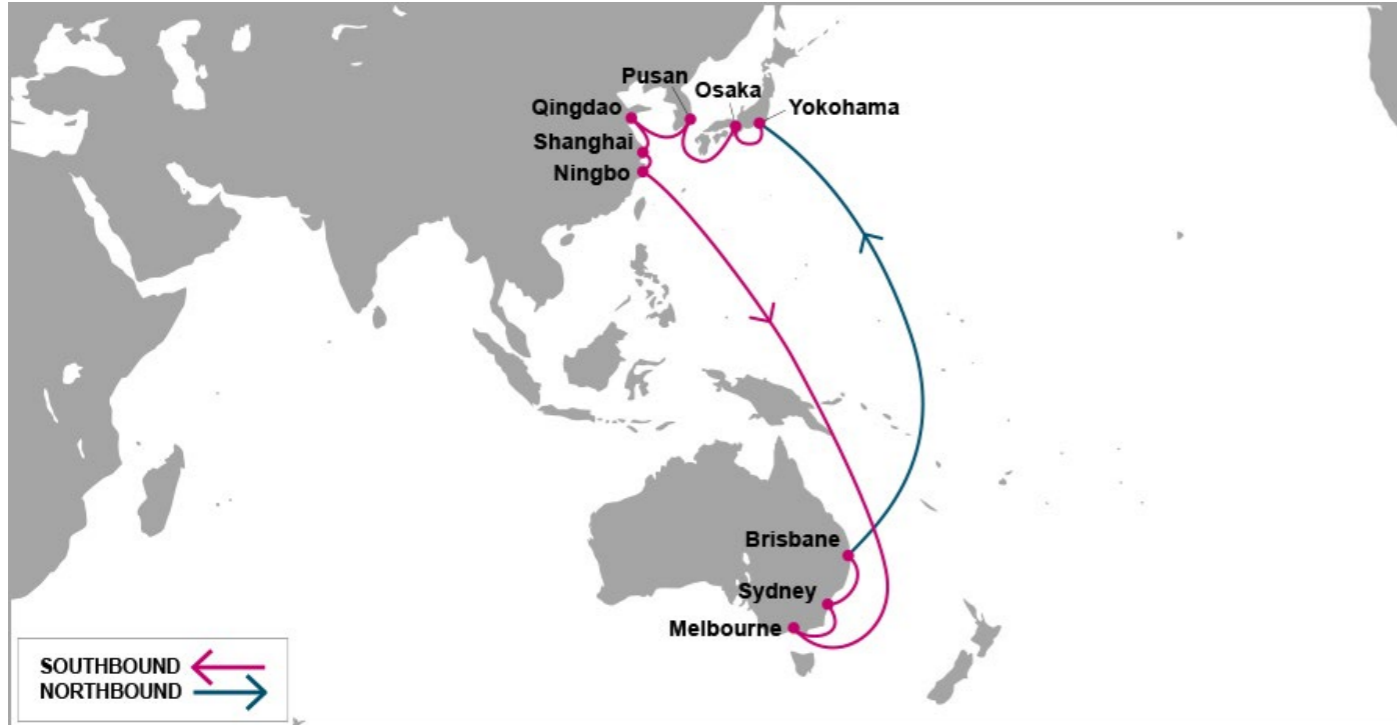 Pusan
Osaka
Qingdao
Yokohama
Shanghai
Ningbo
Brisbane
Sydney
Melbourne
SOUTHBOUND
NORTHBOUND